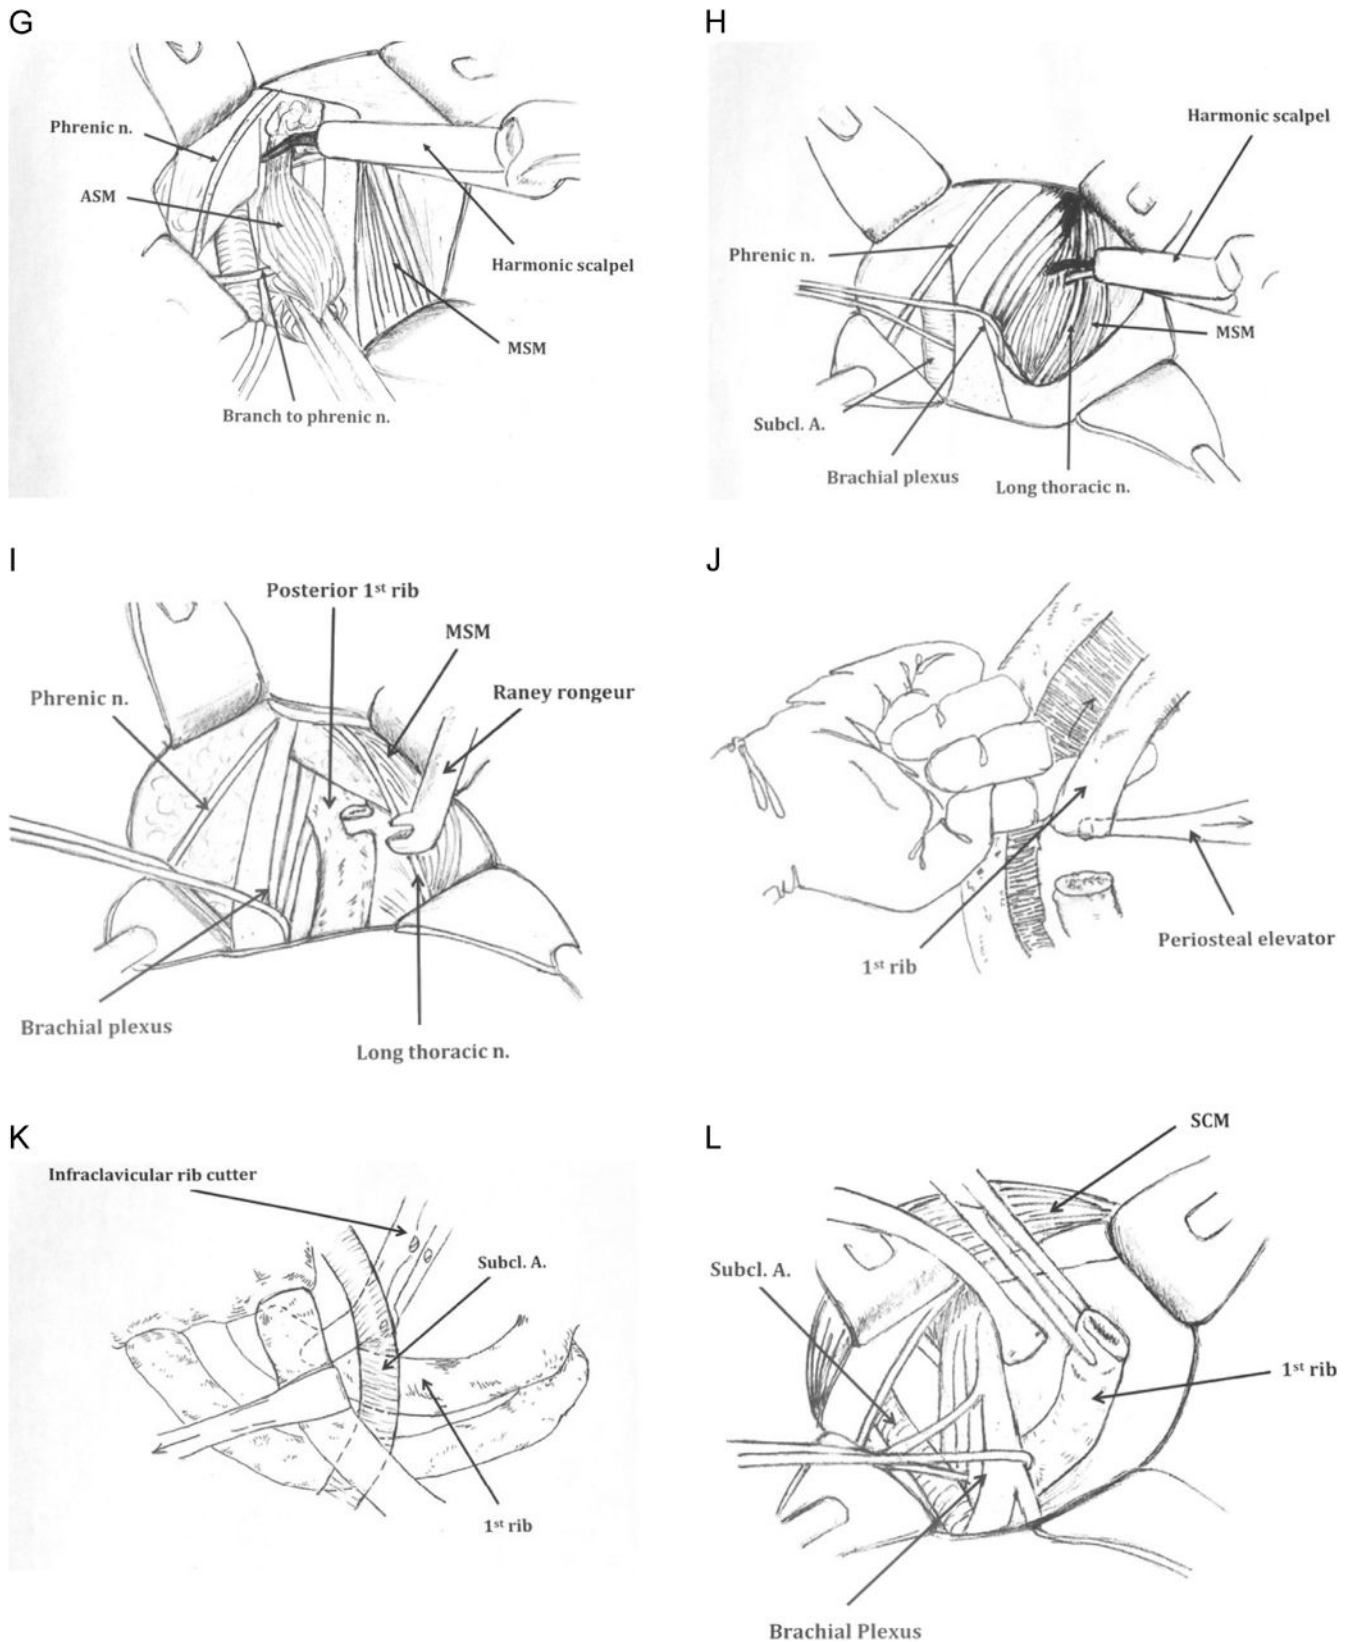 G
Phrenic n.
ASM
Harmonic scalpel
MSM
Branch to phrenic n.
H
Harmonic scalpel
Phrenic n.
MSM
Subcl. A.
Brachial plexus
Long thoracic n.
I
Posterior 1st rib
MSM
Raney rongeur
Phrenic n.
Brachial plexus
Long thoracic n.
J
1st rib
Periosteal elevator
K
Infraclavicular rib cutter
Subcl. A.
1st rib
L
SCM
Subcl. A.
1st rib
Brachial Plexus